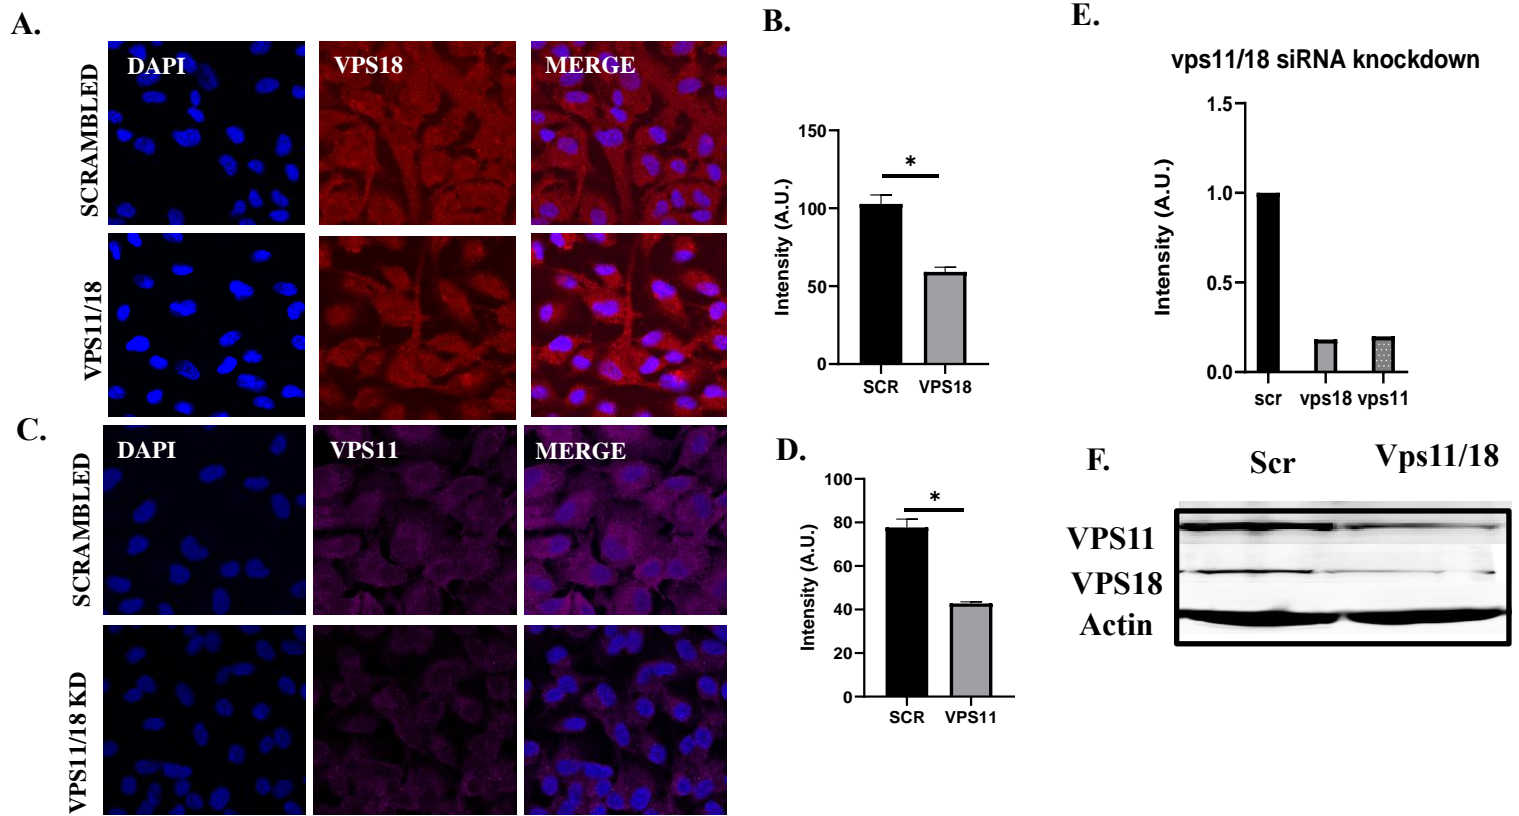 A.
SCRAMBLED
DAPI
VPS18
MERGE
VPS11/18
B.
Intensity (A.U.)
150
100
50
0
*
SCR VPS18
C.
SCRAMBLED
DAPI
VPS11
MERGE
VPS11/18 KD
D.
Intensity (A.U.)
100
80
60
40
20
0
*
SCR VPS11
E.
vps11/18 siRNA knockdown
Intensity (A.U.)
1.5
1.0
0.5
0.0
scr vps18 vps11
F.
Scr Vps11/18
VPS11
VPS18
Actin